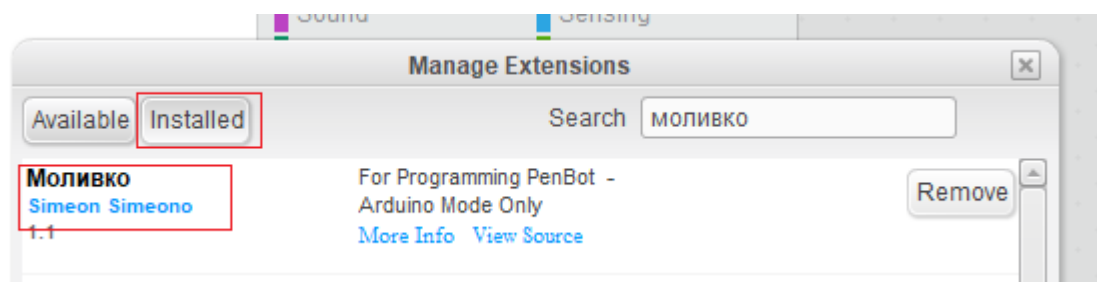 Sound Sensing
Manage Extensions
Available Installed Search моливко
Моливко For Programming PenBot -
Simeon Simeono Arduino Mode Only Remove
1.1 More Info View Source